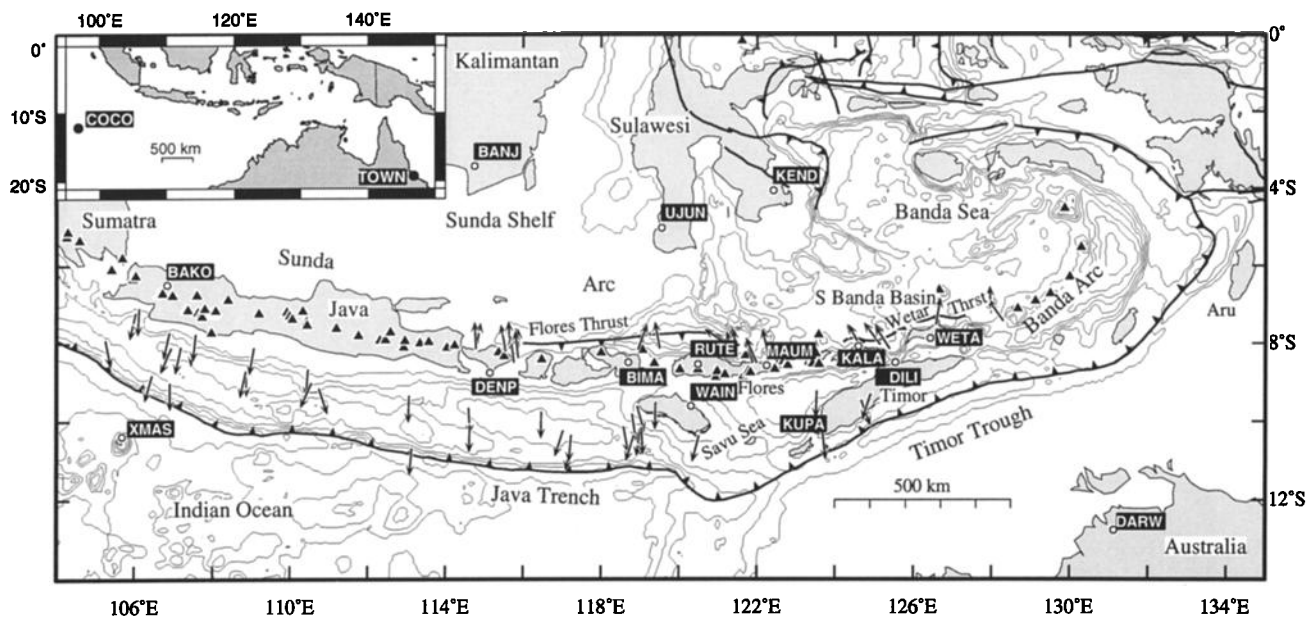 100°E 120°E 140°E
0°
10°S
20°S
COCO
500 km
TOWN
Kalimantan
BANJ
Sulawesi
KEND
UJUN
Sunda Shelf
Banda Sea
0°
4°S
8°S
12°S
Sumatra
BAKO
Sunda
Arc
Java
Flores Thrust
S Banda Basin
Wetar Thrst
Banda Arc
Aru
WETA
RUTE
MAUM
KALA
DILI
DENP
BIMA
WAIN
Flores
Timor
KUPA
Savu Sea
XMAS
Timor Trough
Java Trench
500 km
Indian Ocean
DARW
Australia
106°E 110°E 114°E 118°E 122°E 126°E 130°E 134°E